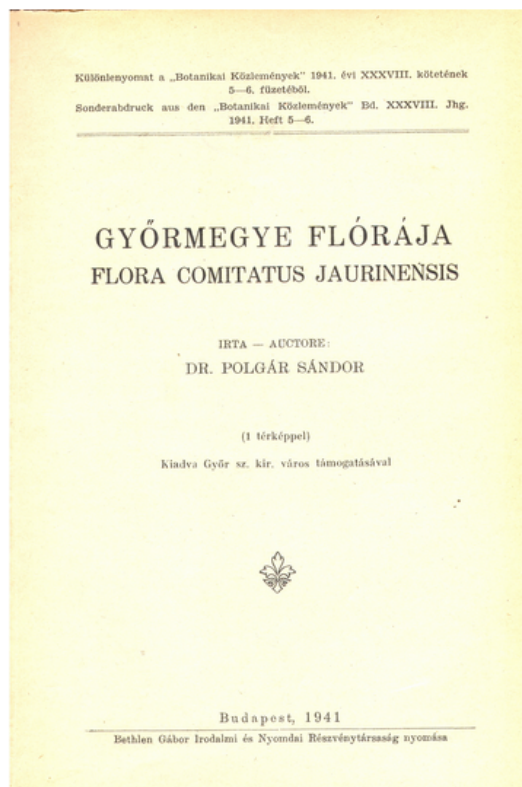 Különlenyomat a „Botanikai Közlemények" 1941. évi XXXVIII. kötetének
5—6. füzetéből.
Sonderabdruck aus den „Botanikai Közlemények" Bd. XXXVIII. Jhg.
1941. Heft 5—6.
GYŐRMEGYE FLÓRÁJA
FLORA COMITATUS JAURINENSIS
IRTA — AUCTORE:
DR. POLGÁR SÁNDOR
(1 térképpel)
Kiadva Győr sz. kir. város támogatásával
Budapest, 1941
Bethlen Gábor Irodalmi és Nyomdai Részvénytársaság nyomása